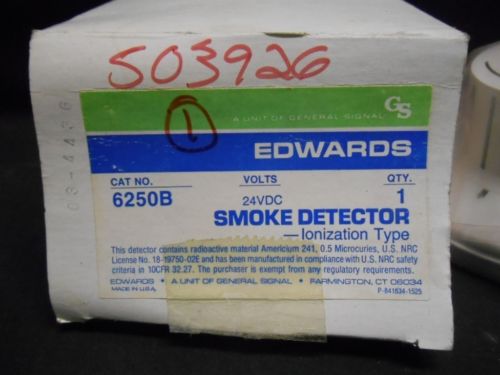 503926
1
GS
A UNIT OF GENERAL SIGNAL
EDWARDS
CAT NO. VOLTS QTY.
6250B 24VDC 1
SMOKE DETECTOR
—Ionization Type
This detector contains radioactive material Americium 241, 0.5 Microcuries, U.S. NRC
License No. 18-19750-02E and has been manufactured in compliance with U.S. NRC safety
criteria in 10CFR 32.27. The purchaser is exempt from any regulatory requirements.
EDWARDS • A UNIT OF GENERAL SIGNAL • FARMINGTON, CT 06034
MADE IN U.S.A. P-841834-1525